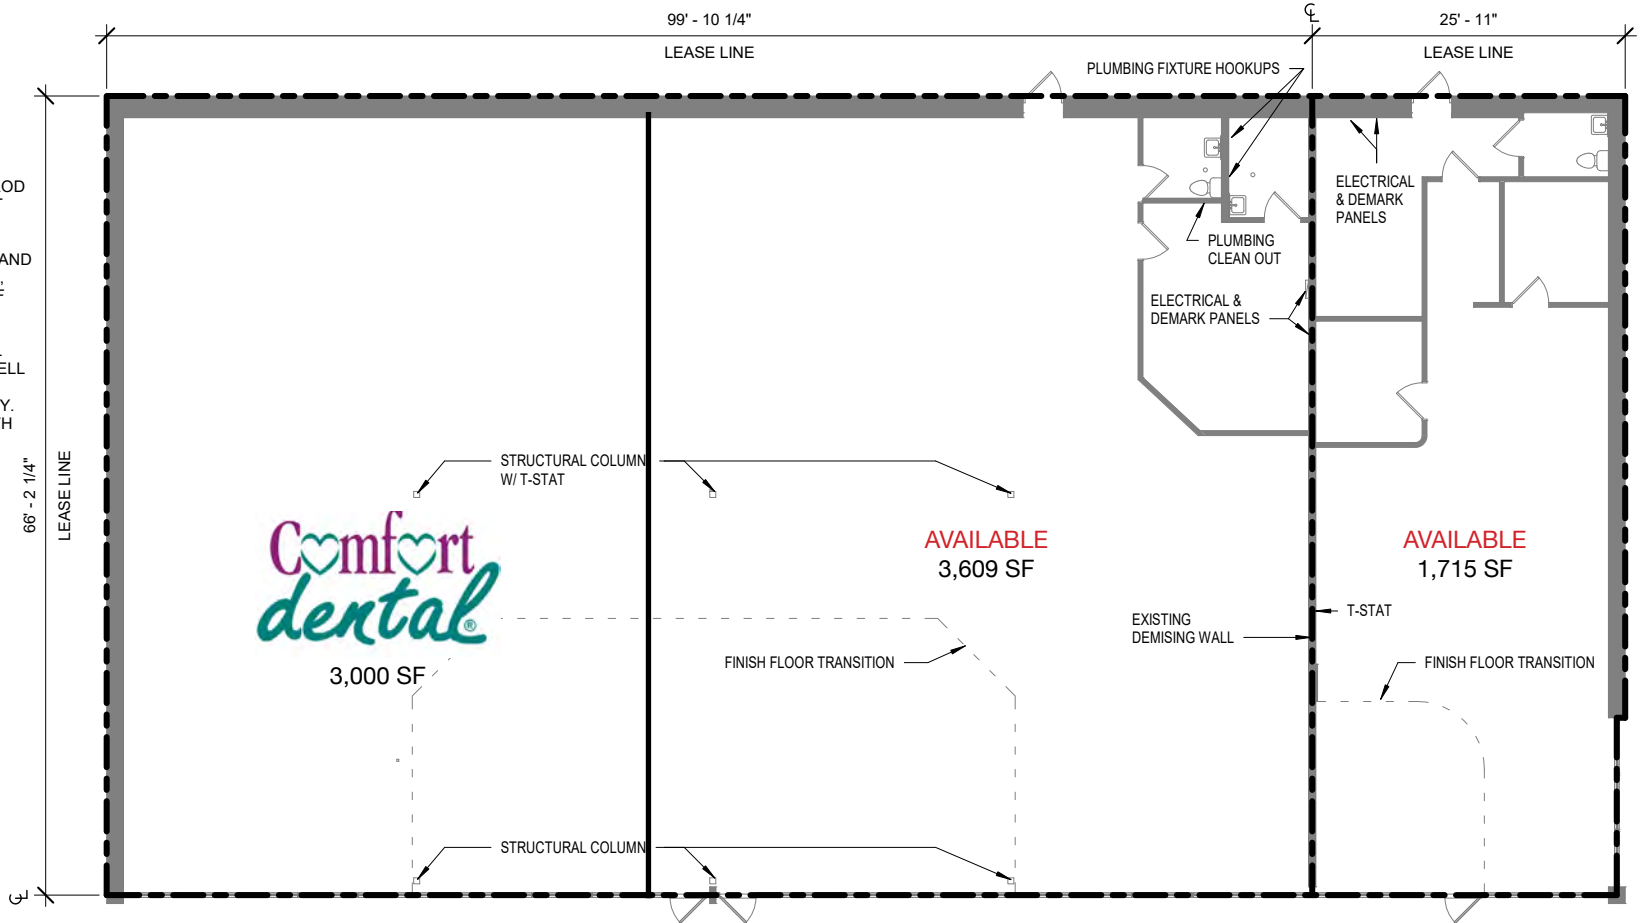 99' - 10 1/4"
25' - 11"
LEASE LINE
LEASE LINE
PLUMBING FIXTURE HOOKUPS
AND
ELL
Y.
ELECTRICAL
& DEMARK
PANELS
PLUMBING
CLEAN OUT
ELECTRICAL &
DEMARK PANELS
66' - 2 1/4"
LEASE LINE
STRUCTURAL COLUMN
W/ T-STAT
Comfort
dental®
3,000 SF
AVAILABLE
3,609 SF
AVAILABLE
1,715 SF
T-STAT
EXISTING
DEMISING WALL
FINISH FLOOR TRANSITION
FINISH FLOOR TRANSITION
STRUCTURAL COLUMN